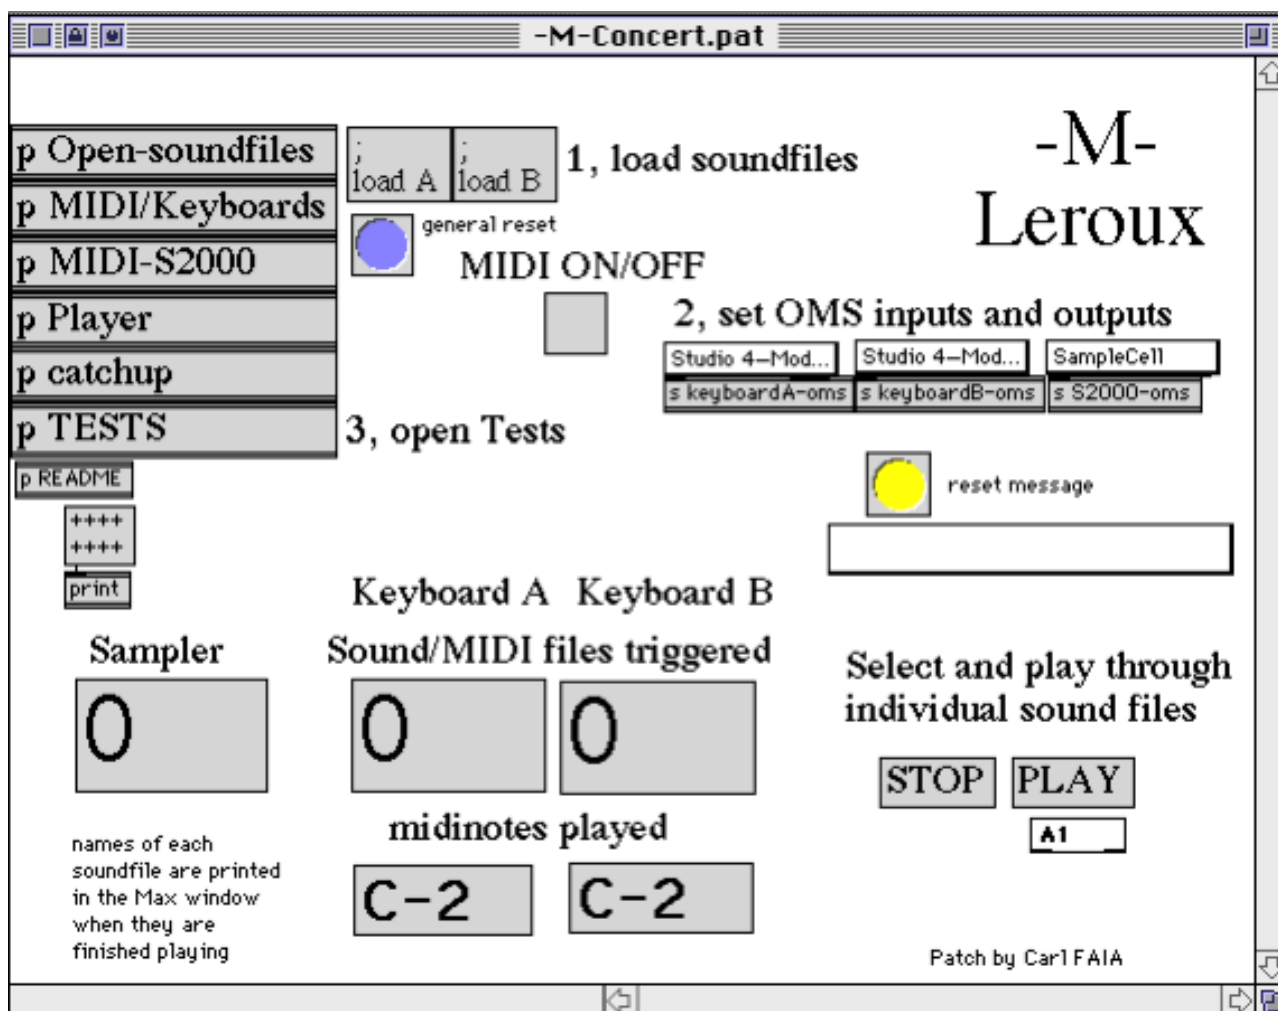 -M-Concert.pat
-M-
Leroux
p Open-soundfiles
p MIDI/Keyboards
p MIDI-S2000
p Player
p catchup
p TESTS
p README
++++
++++
print
;
load A
;
load B
1, load soundfiles
general reset
MIDI ON/OFF
2, set OMS inputs and outputs
Studio 4-Mod...
Studio 4-Mod...
SampleCell
s keyboardA-oms
s keyboardB-oms
s S2000-oms
3, open Tests
reset message
Keyboard A
Keyboard B
Sampler
Sound/MIDI files triggered
0
0
0
midinotes played
C-2
C-2
Select and play through
individual sound files
STOP
PLAY
A1
names of each
soundfile are printed
in the Max window
when they are
finished playing
Patch by Carl FAIA